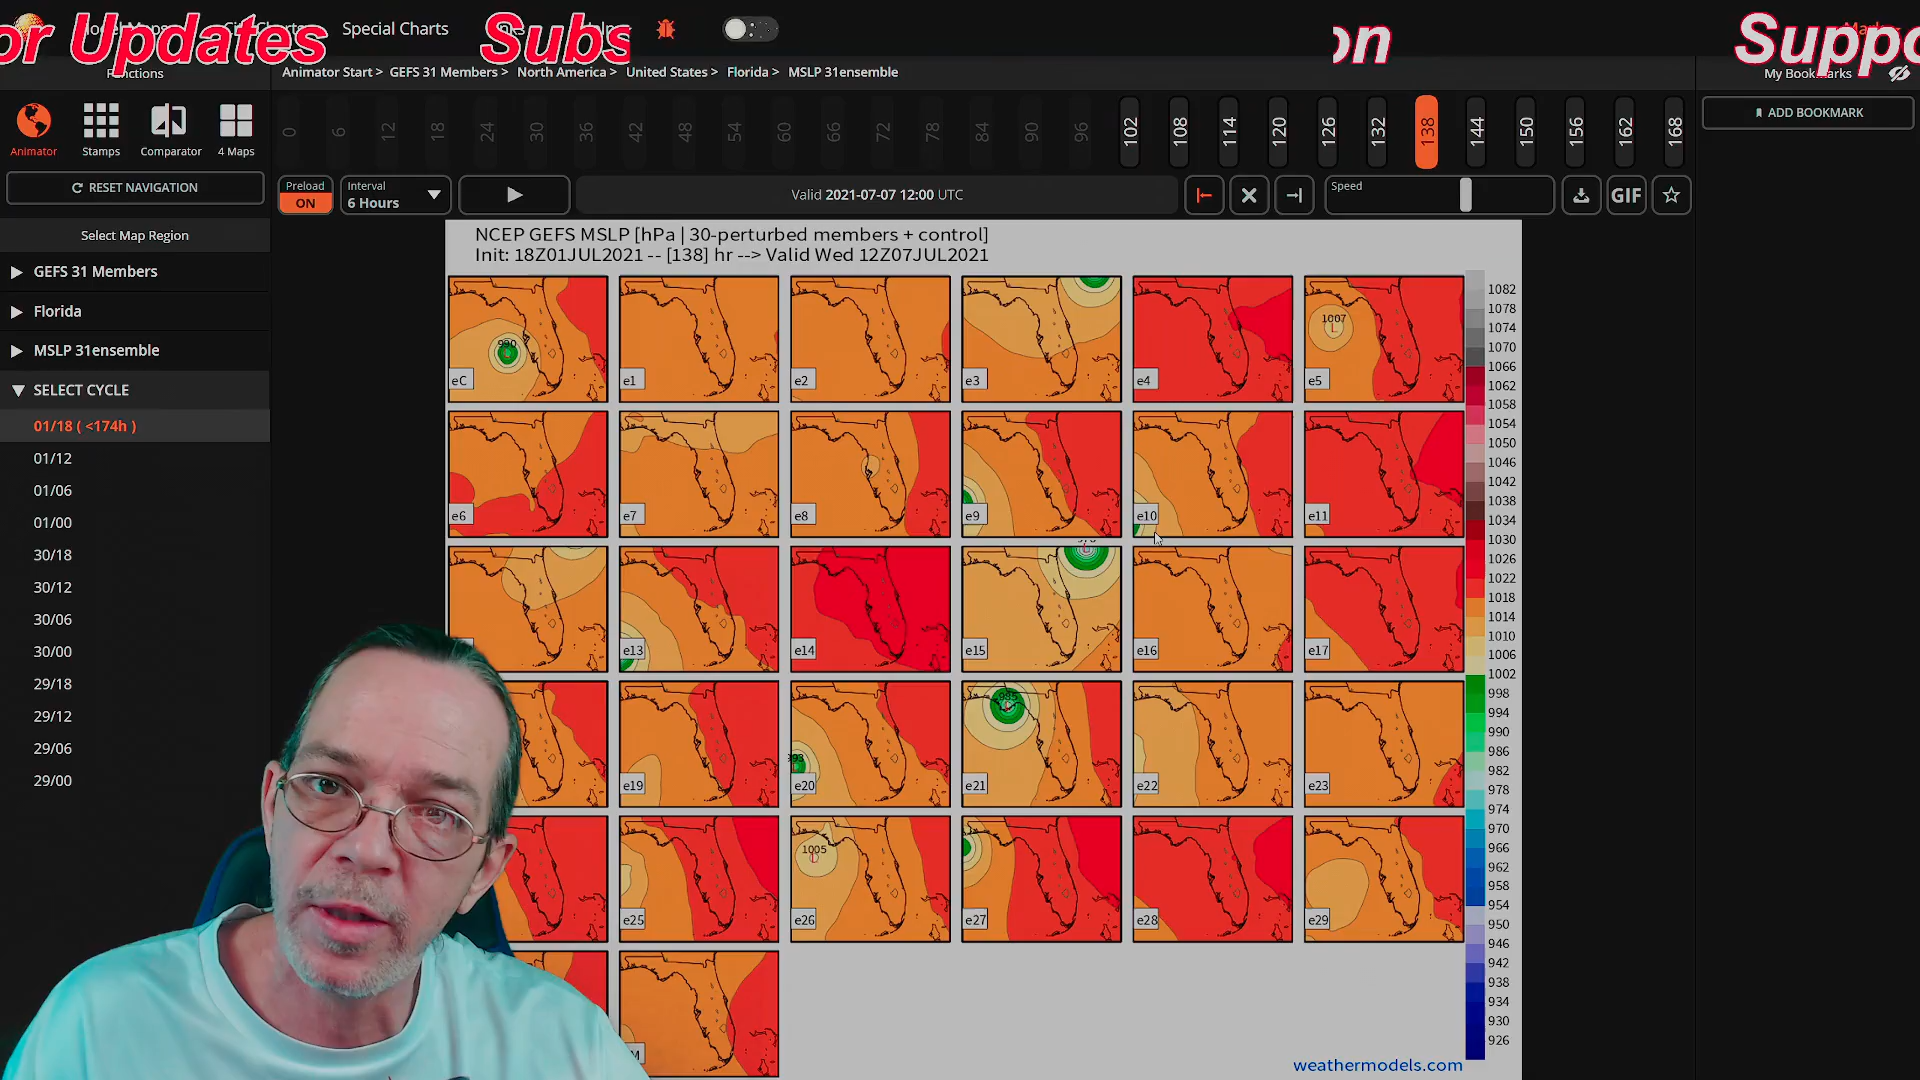 or Updates Subs on Suppo
Special Charts
Functions
Animator Start > GEFS 31 Members > North America > United States > Florida > MSLP 31ensemble
My Bookmarks
0 6 12 18 24 30 36 42 48 54 60 66 72 78 84 90 96 102 108 114 120 126 132 138 144 150 156 162 168
ADD BOOKMARK
Animator Stamps Comparator 4 Maps
RESET NAVIGATION
Preload
ON
Interval
6 Hours
Valid 2021-07-07 12:00 UTC
Speed
GIF
Select Map Region
GEFS 31 Members
Florida
MSLP 31ensemble
SELECT CYCLE
01/18 ( <174h )
01/12
01/06
01/00
30/18
30/12
30/06
30/00
29/18
29/12
29/06
29/00
NCEP GEFS MSLP [hPa | 30-perturbed members + control]
Init: 18Z01JUL2021 -- [138] hr --> Valid Wed 12Z07JUL2021
990 L 1007 L
eC e1 e2 e3 e4 e5
e6 e7 e8 e9 e10 e11
e13 e14 e15 e16 e17
985
993
e19 e20 e21 e22 e23
1005
L
e25 e26 e27 e28 e29
M
1082
1078
1074
1070
1066
1062
1058
1054
1050
1046
1042
1038
1034
1030
1026
1022
1018
1014
1010
1006
1002
998
994
990
986
982
978
974
970
966
962
958
954
950
946
942
938
934
930
926
weathermodels.com